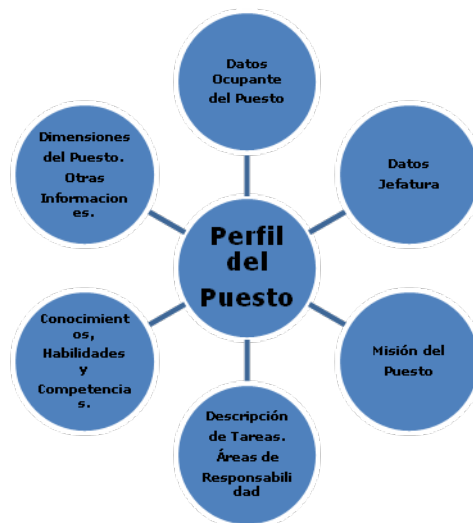 Datos
Ocupante
del Puesto
Dimensiones
del Puesto.
Otras
Informacion
es.
Datos
Jefatura
Perfil
del
Puesto
Conocimient
os,
Habilidades
y
Competencia
s.
Misión del
Puesto
Descripción
de Tareas.
Áreas de
Responsabili
dad